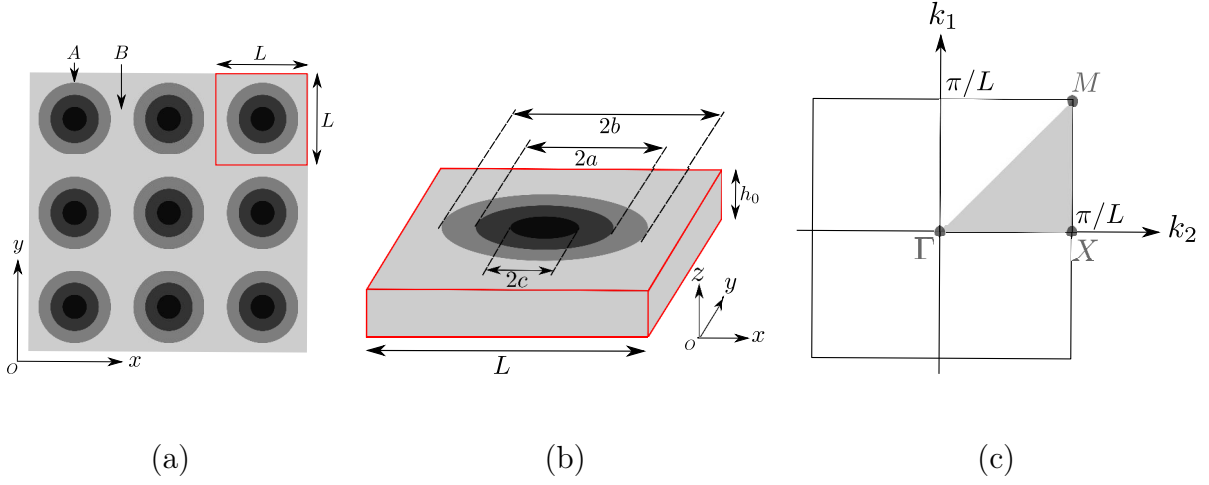 A
B
L
L
y
O
x
(a)
2b
2a
2c
h₀
L
z
y
x
O
(b)
k₁
π/L
M
π/L
k₂
Γ
X
(c)